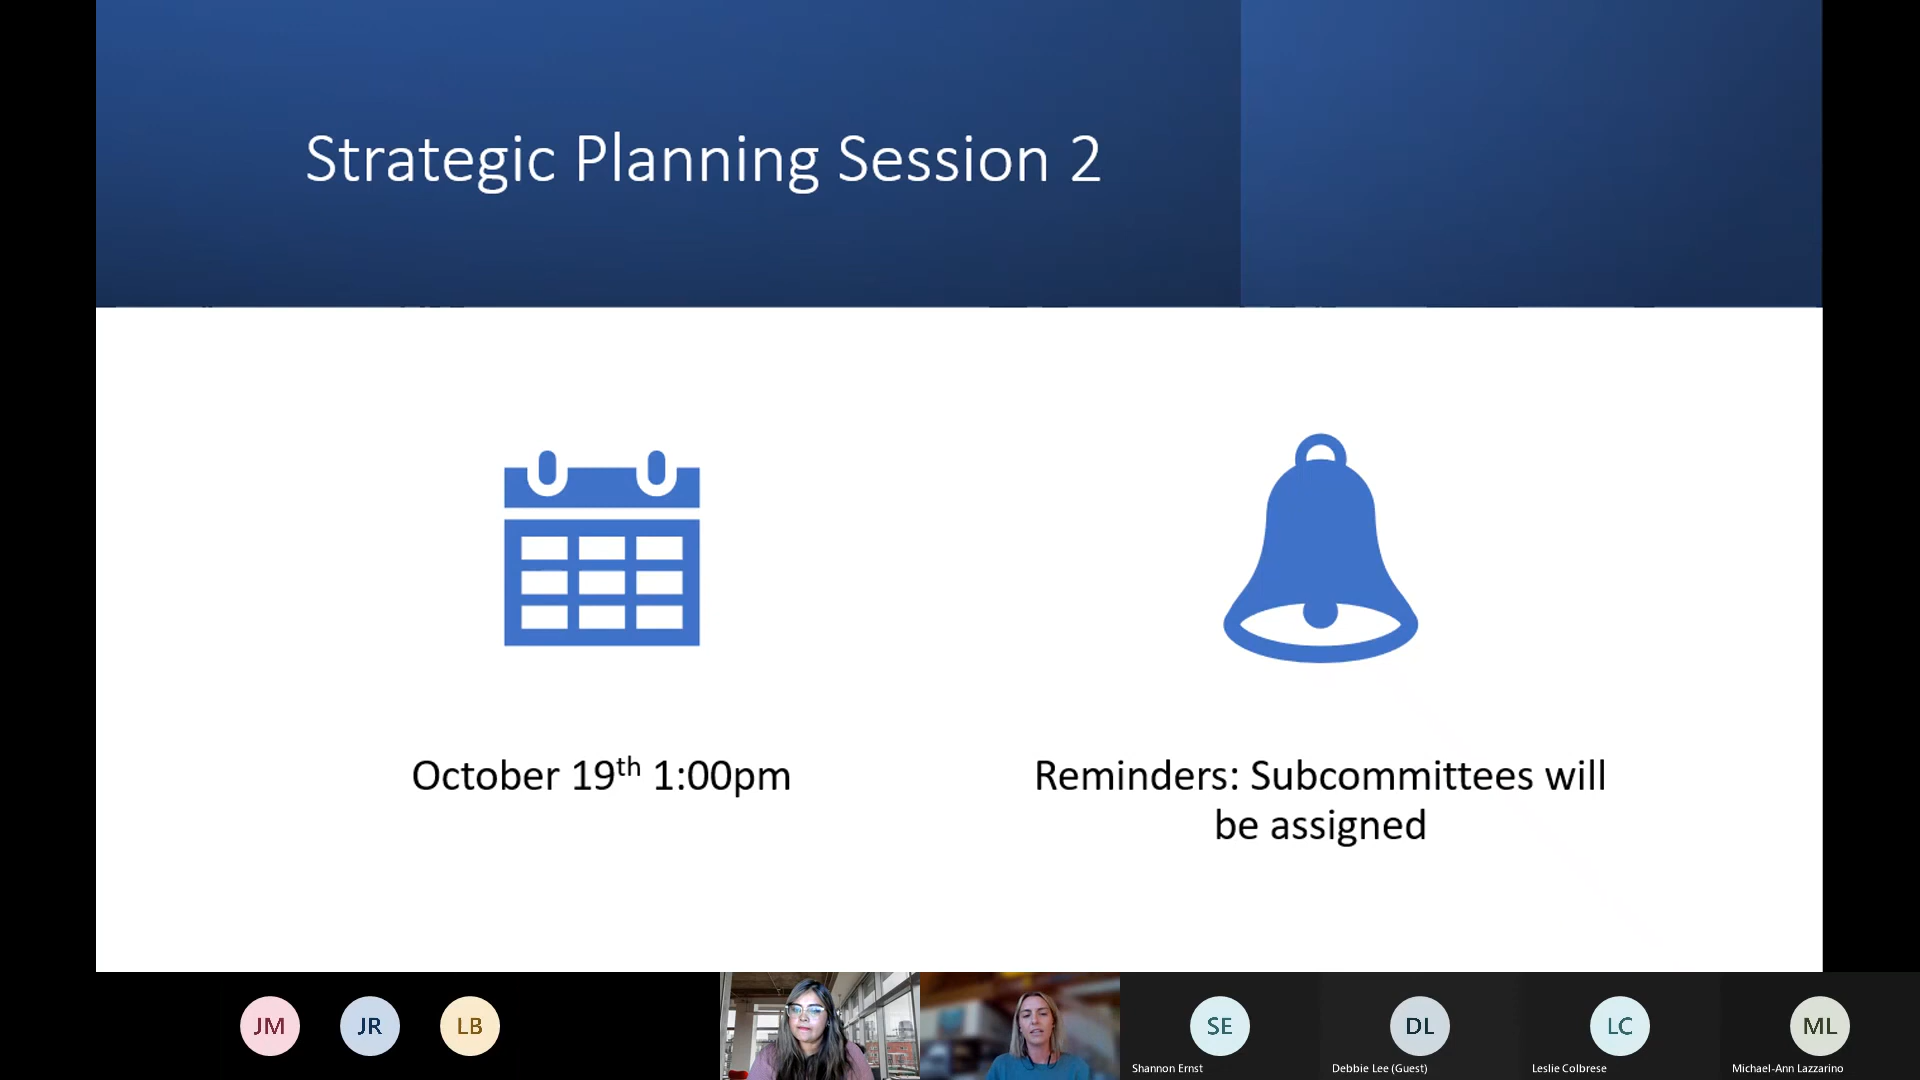 Strategic Planning Session 2
October 19th 1:00pm
Reminders: Subcommittees will
be assigned
JM
JR
LB
SE
DL
LC
ML
Shannon Ernst
Debbie Lee (Guest)
Leslie Colbrese
Michael-Ann Lazzarino